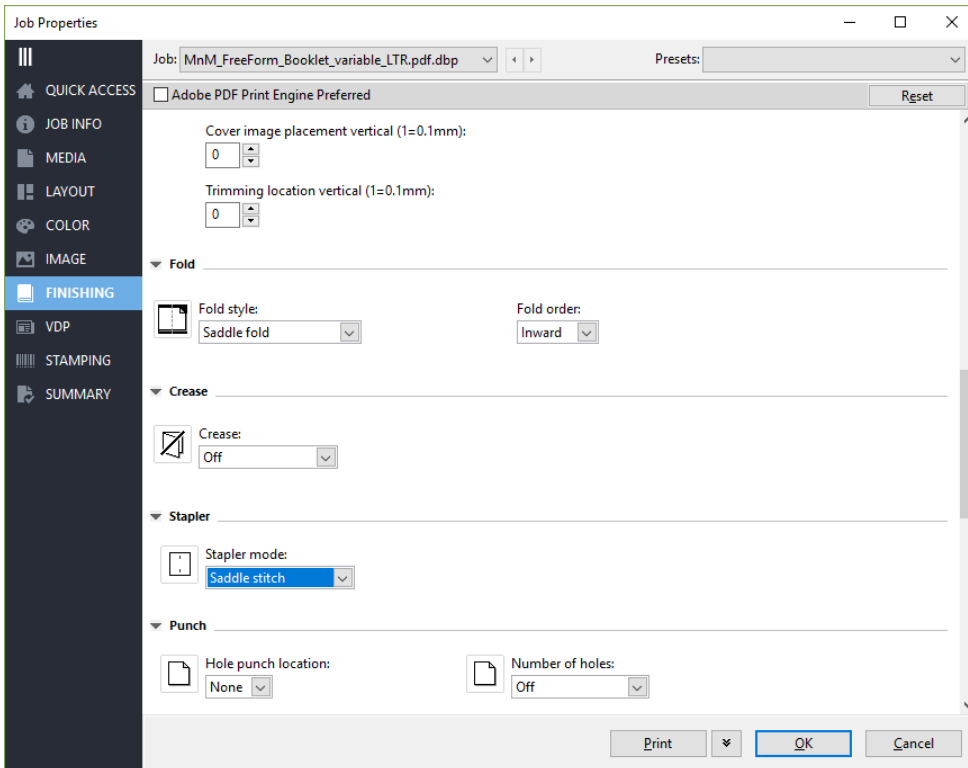 Job Properties
Job: MnM_FreeForm_Booklet_variable_LTR.pdf.dbp Presets:
QUICK ACCESS
JOB INFO
MEDIA
LAYOUT
COLOR
IMAGE
FINISHING
VDP
STAMPING
SUMMARY
Adobe PDF Print Engine Preferred Reset
Cover image placement vertical (1=0.1mm):
0
Trimming location vertical (1=0.1mm):
0
Fold
Fold style: Fold order:
Saddle fold Inward
Crease
Crease:
Off
Stapler
Stapler mode:
Saddle stitch
Punch
Hole punch location: Number of holes:
None Off
Print OK Cancel